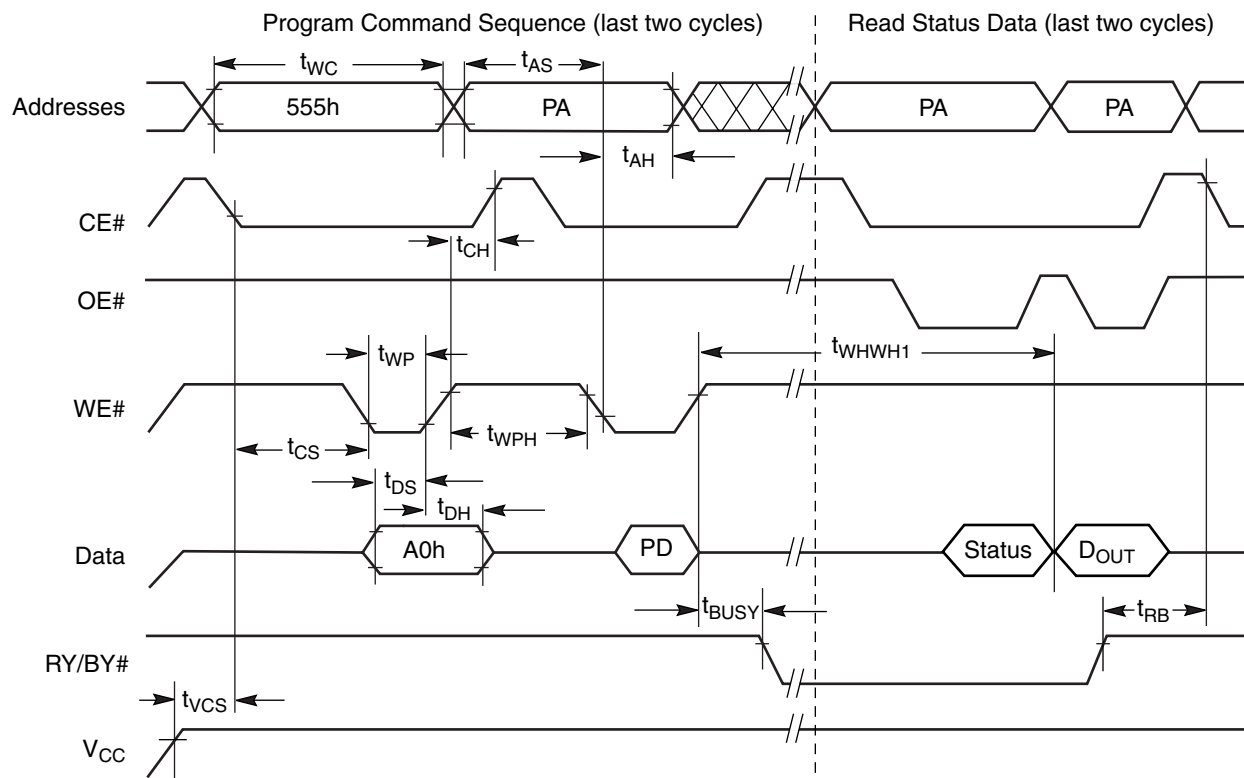 Program Command Sequence (last two cycles)
Read Status Data (last two cycles)
tWC
tAS
Addresses
555h
PA
PA
PA
tAH
CE#
tCH
OE#
tWHWH1
tWP
WE#
tWPH
tCS
tDS
tDH
Data
A0h
PD
Status
DOUT
tBUSY
tRB
RY/BY#
tVCS
VCC